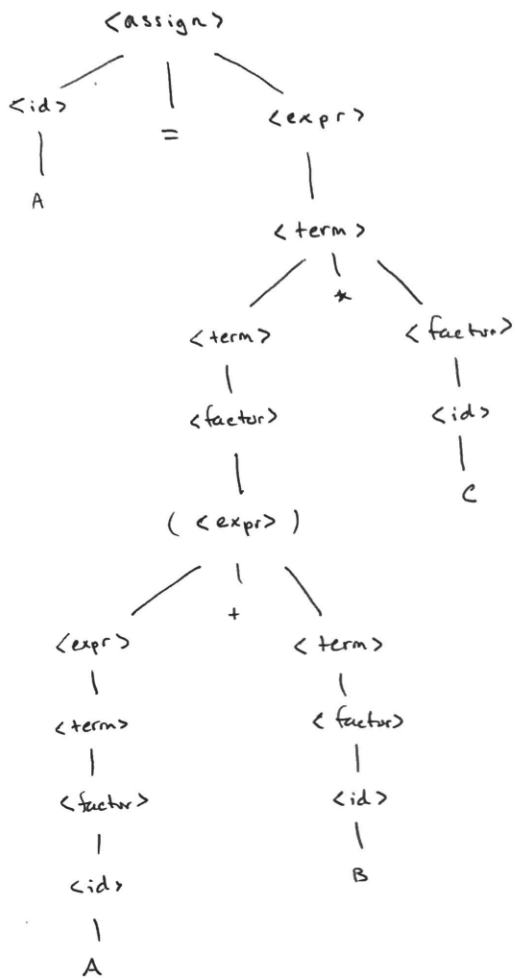 <assign>
<id> = <expr>
A
<term>
*
<term> <factor>
<factor> <id>
C
( <expr> )
+
<expr> <term>
<term> <factor>
<factor> <id>
<id> B
A